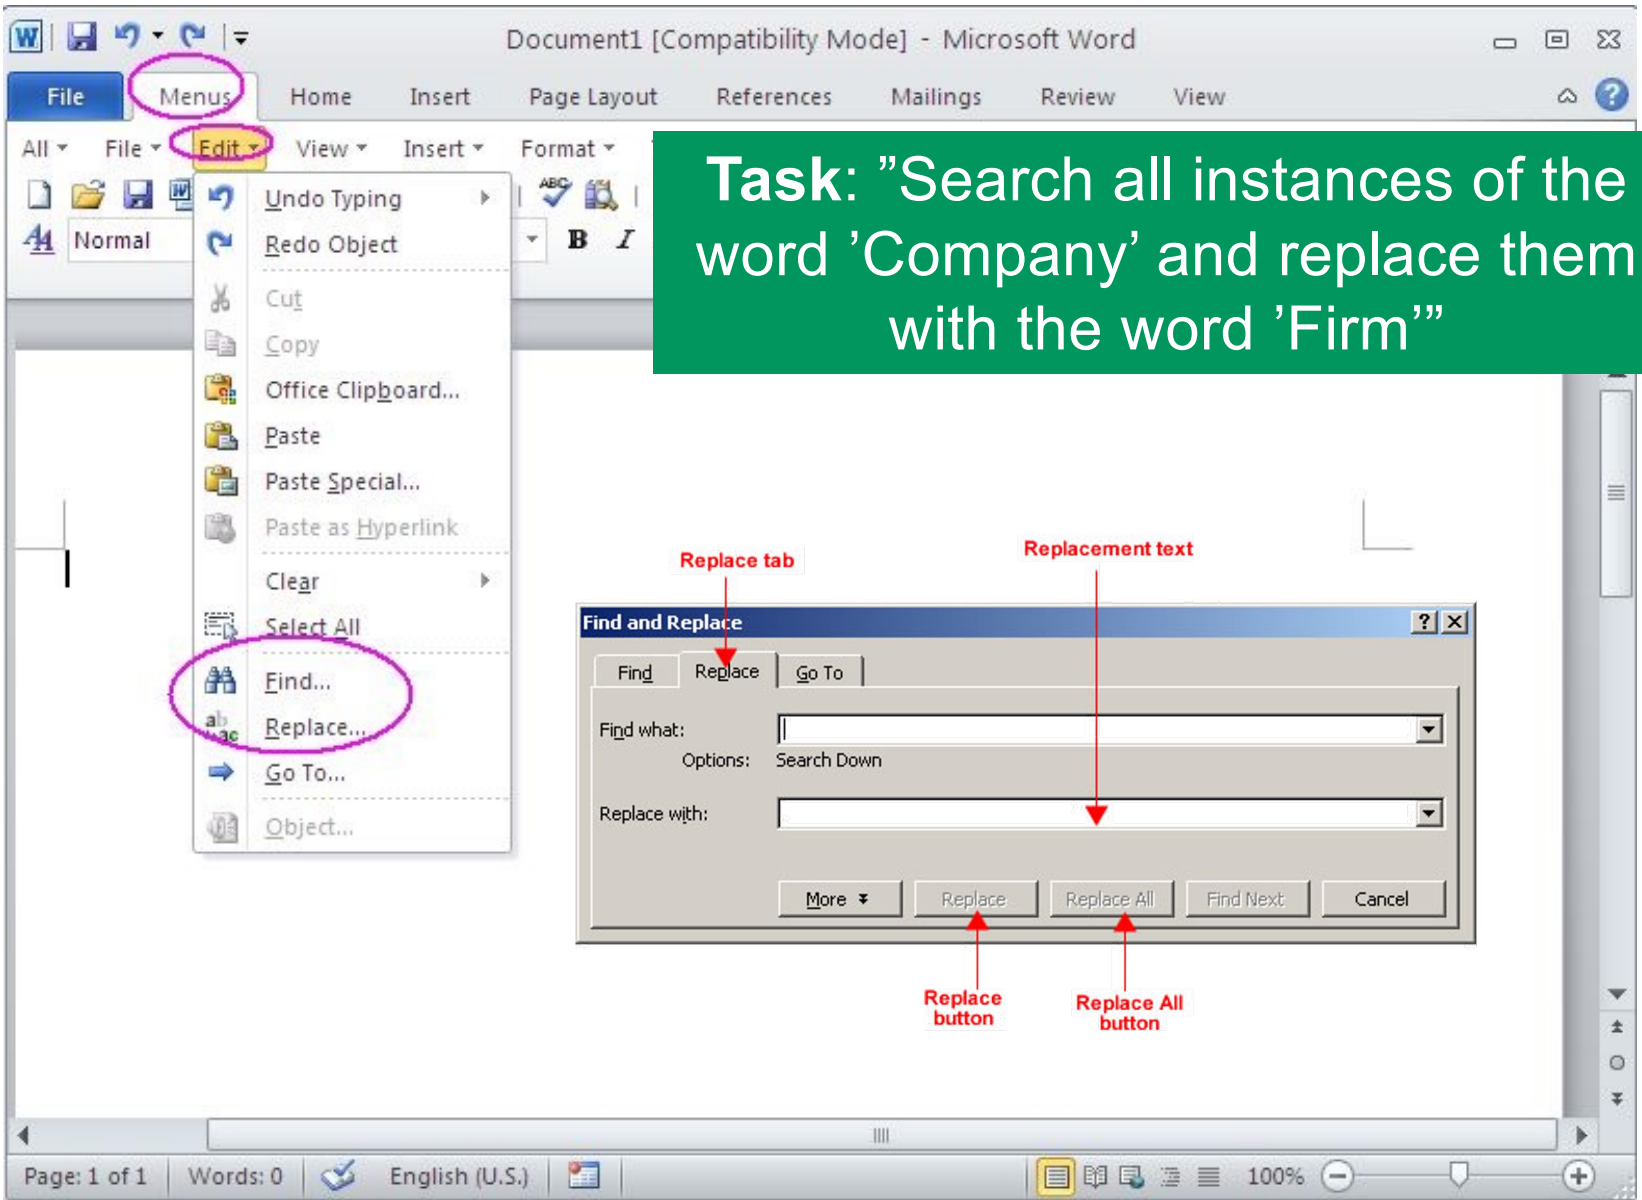 Document1 [Compatibility Mode] - Microsoft Word
File Menus Home Insert Page Layout References Mailings Review View
All File Edit View Insert Format
Task: ”Search all instances of the
word ’Company’ and replace them
with the word ’Firm’”
Normal
B I
Undo Typing
Redo Object
Cut
Copy
Office Clipboard...
Paste
Paste Special...
Paste as Hyperlink
Clear
Select All
Find...
Replace...
Go To...
Object...
Replace tab
Replacement text
Find and Replace
Find Replace Go To
Find what:
Options: Search Down
Replace with:
More Replace Replace All Find Next Cancel
Replace
button
Replace All
button
Page: 1 of 1 Words: 0 English (U.S.) 100%